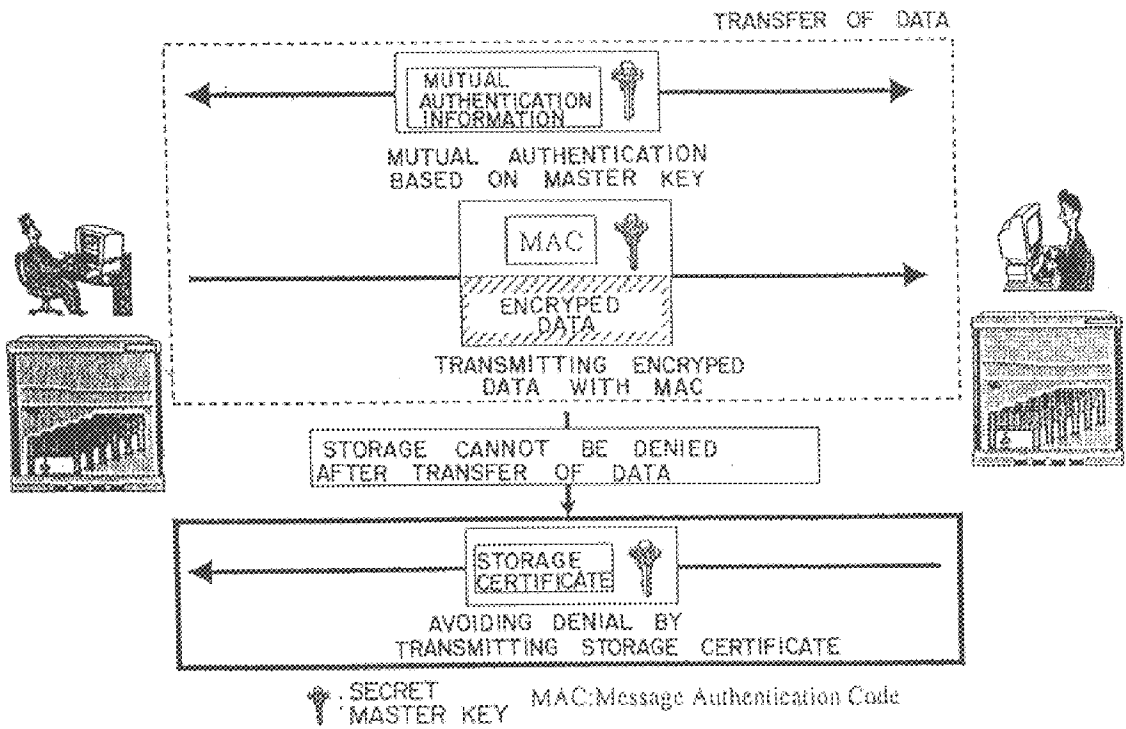 TRANSFER OF DATA
MUTUAL
AUTHENTICATION
INFORMATION
MUTUAL AUTHENTICATION
BASED ON MASTER KEY
MAC
ENCRYPED
DATA
TRANSMITTING ENCRYPED
DATA WITH MAC
STORAGE CANNOT BE DENIED
AFTER TRANSFER OF DATA
STORAGE
CERTIFICATE
AVOIDING DENIAL BY
TRANSMITTING STORAGE CERTIFICATE
: SECRET
MASTER KEY
MAC:Message Authentication Code